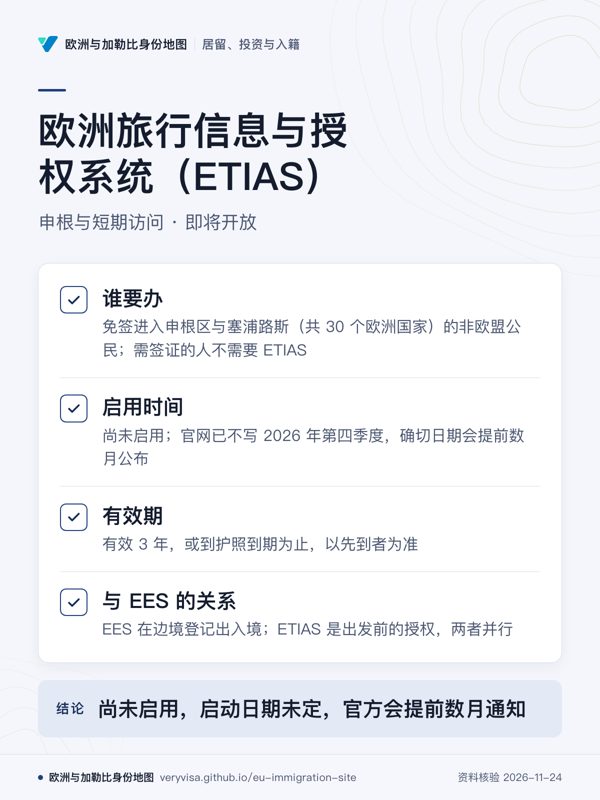 欧洲与加勒比身份地图 居留、投资与入籍
欧洲旅行信息与授
权系统（ETIAS）
申根与短期访问 · 即将开放
谁要办
免签进入申根区与塞浦路斯（共 30 个欧洲国家）的非欧盟公
民；需签证的人不需要 ETIAS
启用时间
尚未启用；官网已不写 2026 年第四季度，确切日期会提前数
月公布
有效期
有效 3 年，或到护照到期为止，以先到者为准
与 EES 的关系
EES 在边境登记出入境；ETIAS 是出发前的授权，两者并行
结论 尚未启用，启动日期未定，官方会提前数月通知
欧洲与加勒比身份地图 veryvisa.github.io/eu-immigration-site 资料核验 2026-11-24